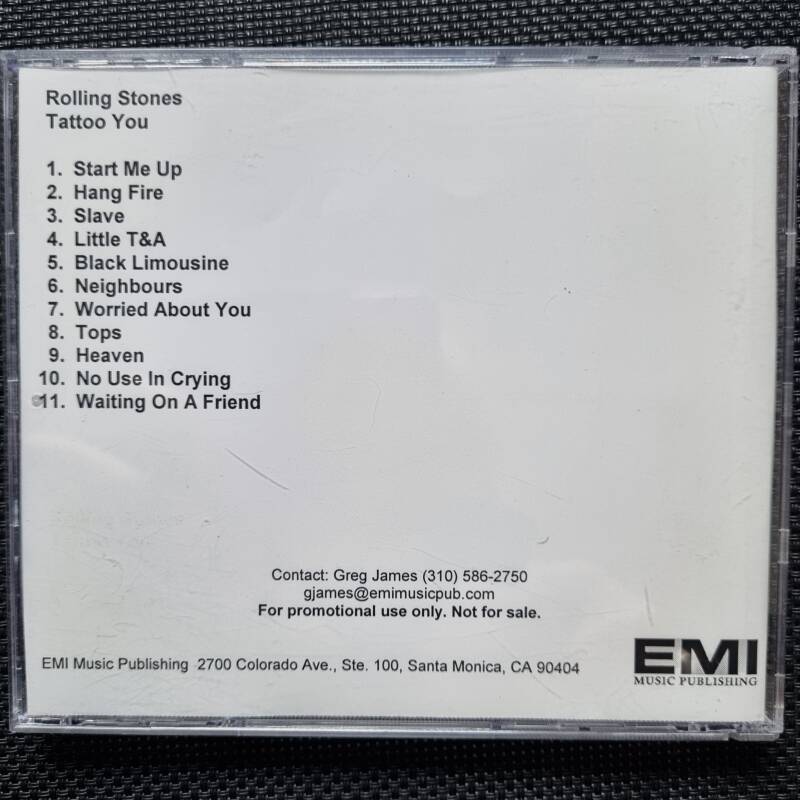 Rolling Stones
Tattoo You
1. Start Me Up
2. Hang Fire
3. Slave
4. Little T&A
5. Black Limousine
6. Neighbours
7. Worried About You
8. Tops
9. Heaven
10. No Use In Crying
11. Waiting On A Friend
Contact: Greg James (310) 586-2750
gjames@emimusicpub.com
For promotional use only. Not for sale.
EMI Music Publishing 2700 Colorado Ave., Ste. 100, Santa Monica, CA 90404
EMI
MUSIC PUBLISHING